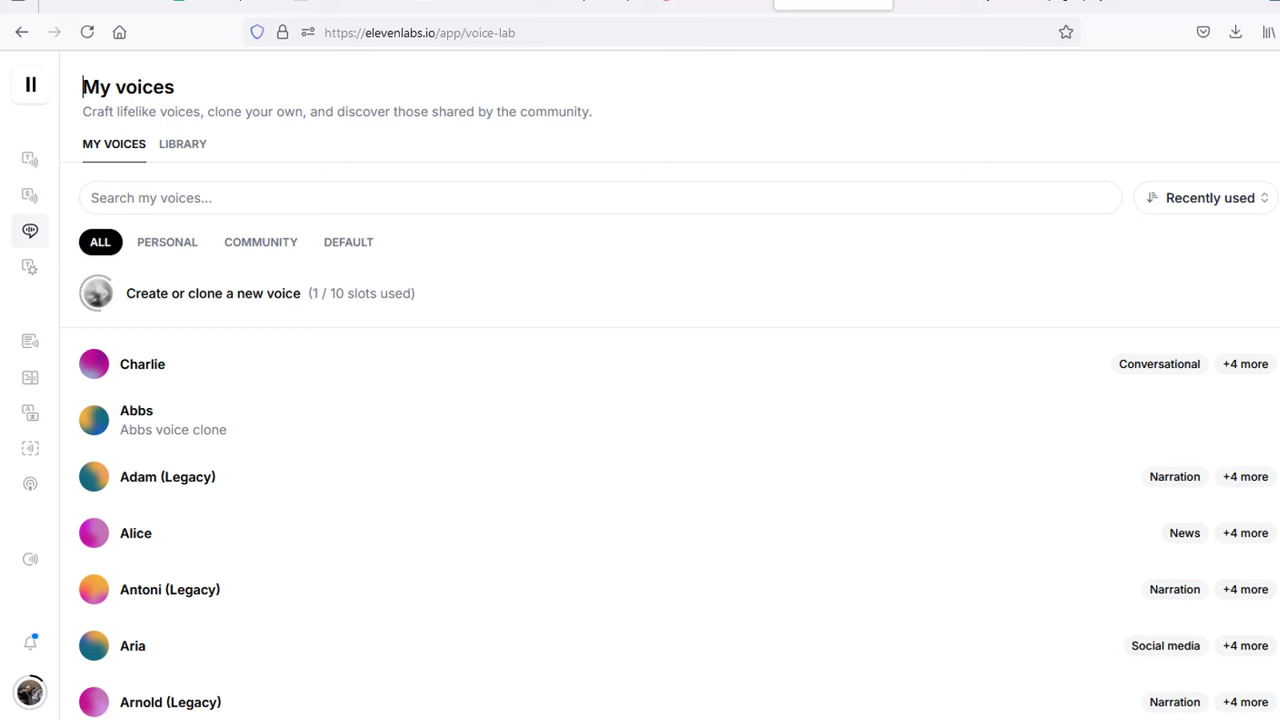 https://elevenlabs.io/app/voice-lab
My voices
Craft lifelike voices, clone your own, and discover those shared by the community.
MY VOICES LIBRARY
Search my voices... Recently used
ALL PERSONAL COMMUNITY DEFAULT
Create or clone a new voice (1 / 10 slots used)
Charlie Conversational +4 more
Abbs
Abbs voice clone
Adam (Legacy) Narration +4 more
Alice News +4 more
Antoni (Legacy) Narration +4 more
Aria Social media +4 more
Arnold (Legacy) Narration +4 more